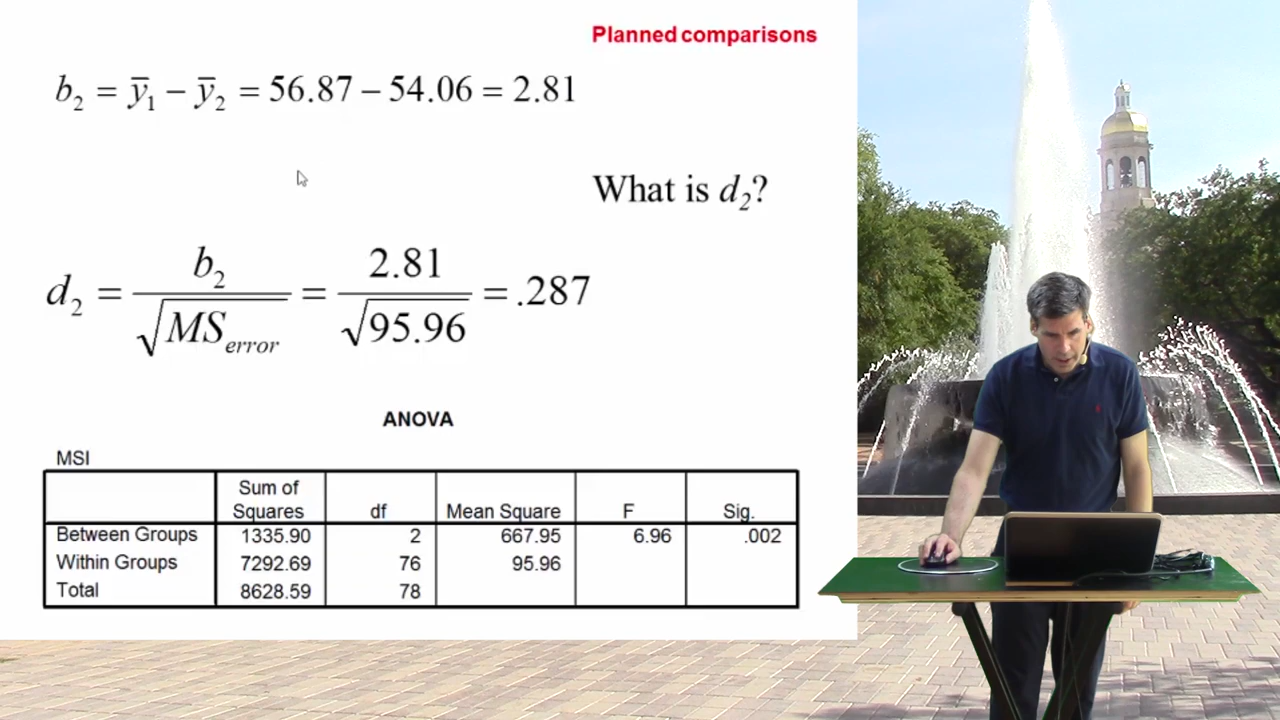 Planned comparisons
b₂ = ȳ₁ − ȳ₂ = 56.87 − 54.06 = 2.81
What is d₂?
d₂ = b₂ / √MS_error = 2.81 / √95.96 = .287
ANOVA
MSI
Sum of Squares df Mean Square F Sig.
Between Groups 1335.90 2 667.95 6.96 .002
Within Groups 7292.69 76 95.96
Total 8628.59 78